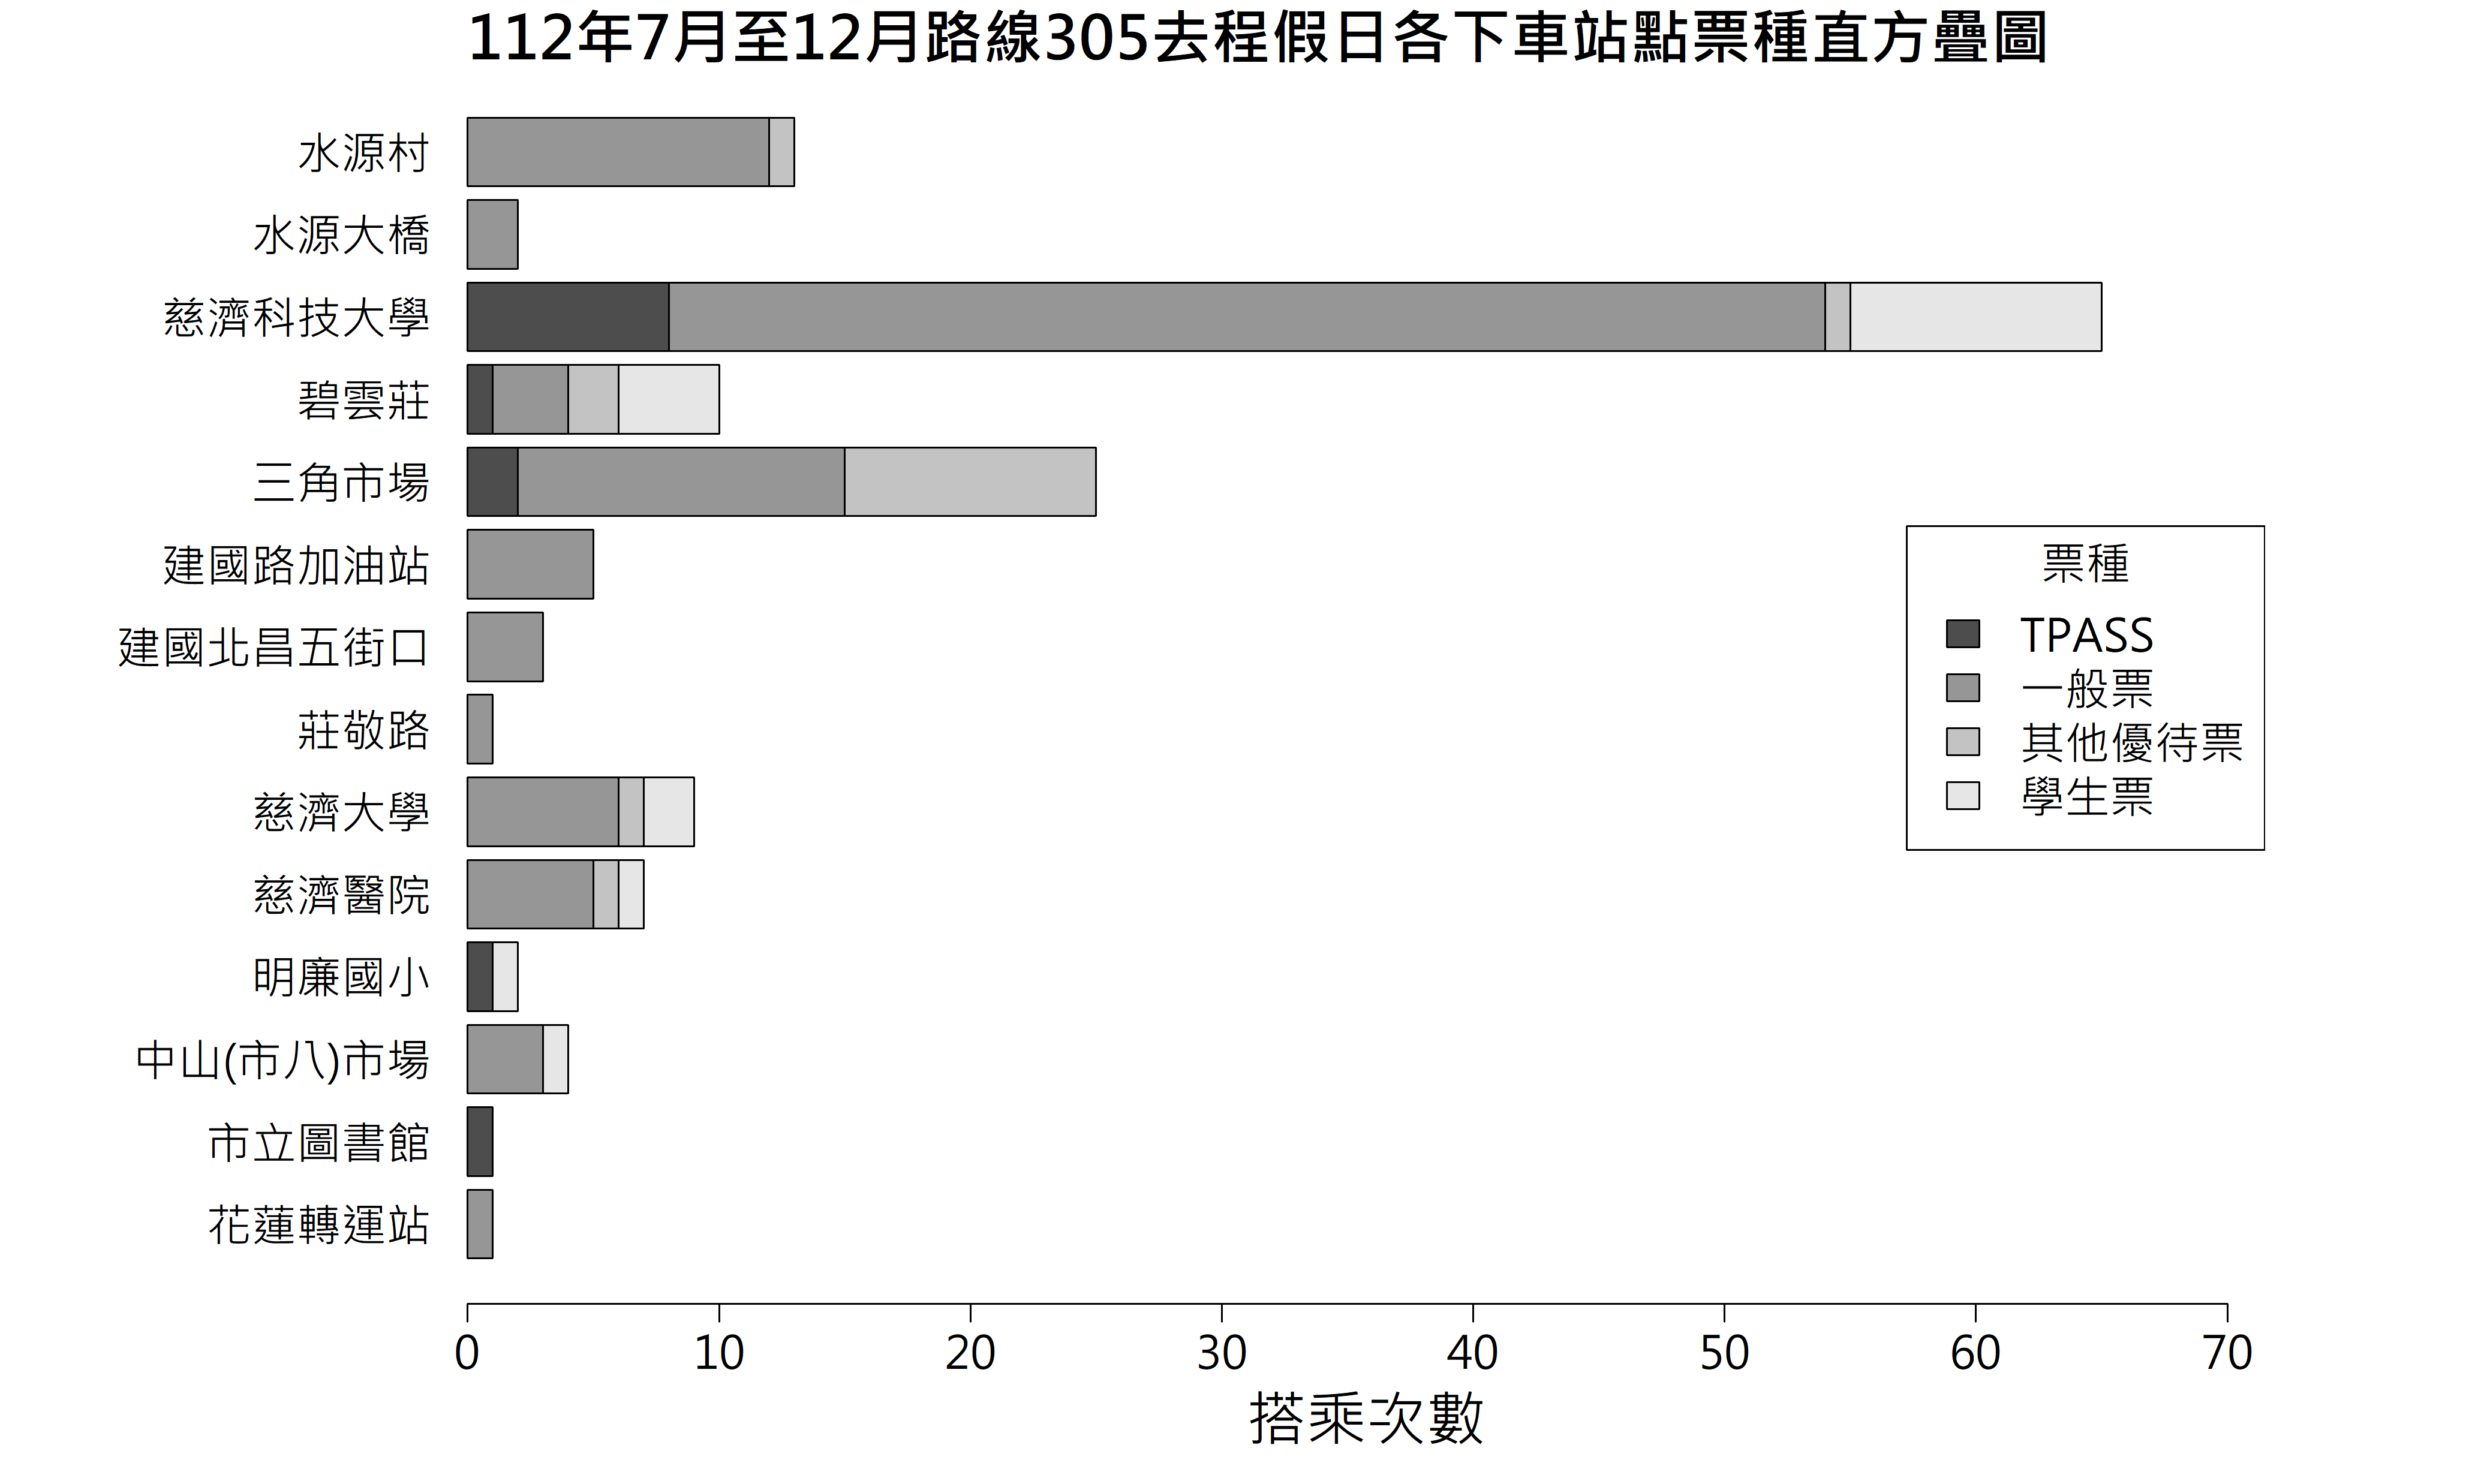 112年7月至12月路線305去程假日各下車站點票種直方疊圖
水源村
水源大橋
慈濟科技大學
碧雲莊
三角市場
建國路加油站
建國北昌五街口
莊敬路
慈濟大學
慈濟醫院
明廉國小
中山(市八)市場
市立圖書館
花蓮轉運站
票種
TPASS
一般票
其他優待票
學生票
0 10 20 30 40 50 60 70
搭乘次數